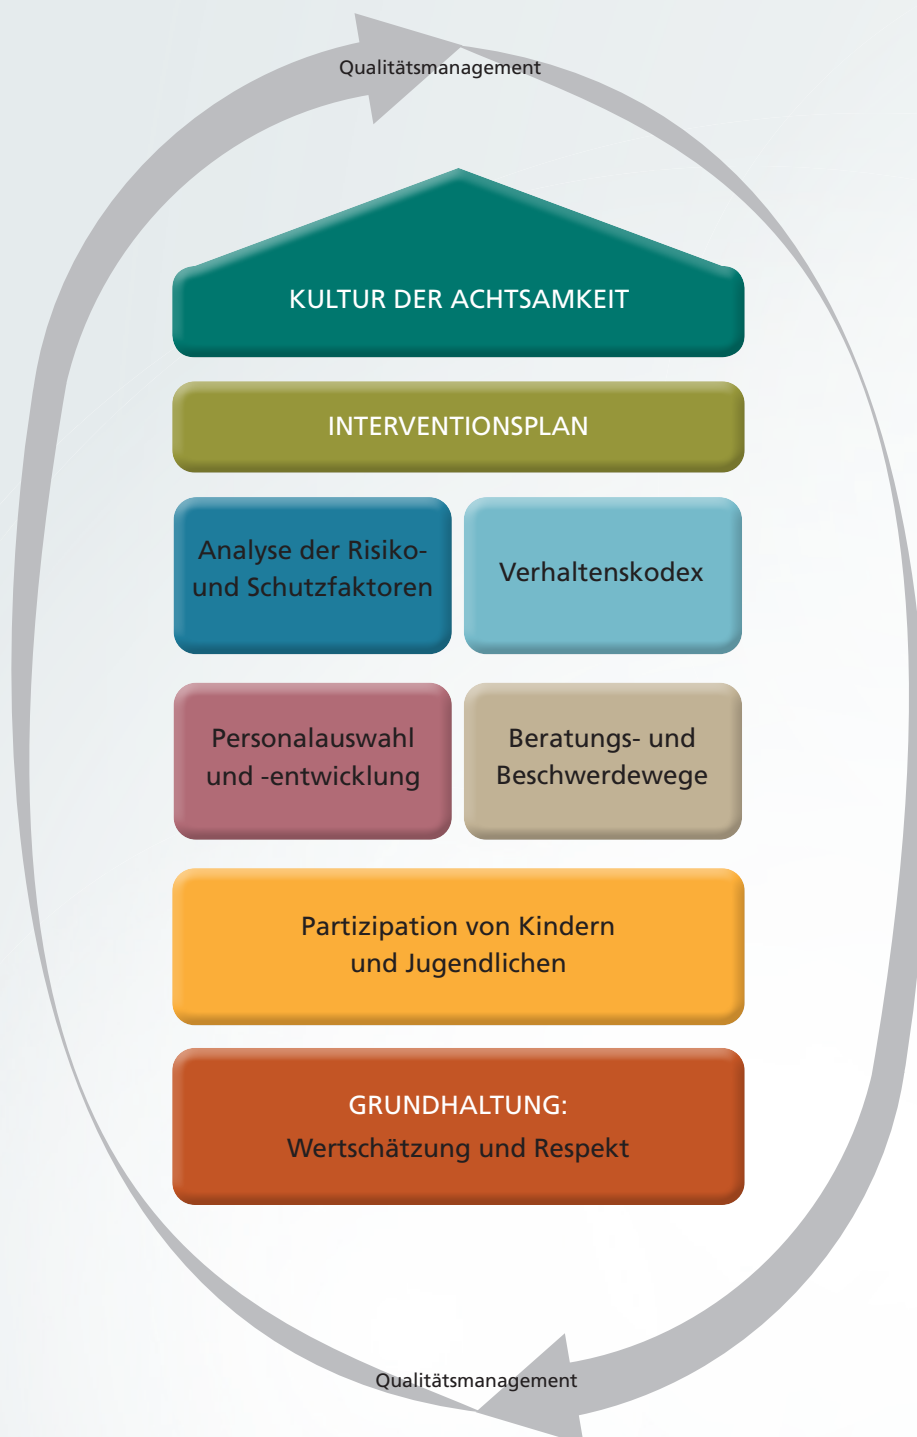 Qualitätsmanagement
KULTUR DER ACHTSAMKEIT
INTERVENTIONSPLAN
Analyse der Risiko-
und Schutzfaktoren
Verhaltenskodex
Personalauswahl
und -entwicklung
Beratungs- und
Beschwerdewege
Partizipation von Kindern
und Jugendlichen
GRUNDHALTUNG:
Wertschätzung und Respekt
Qualitätsmanagement